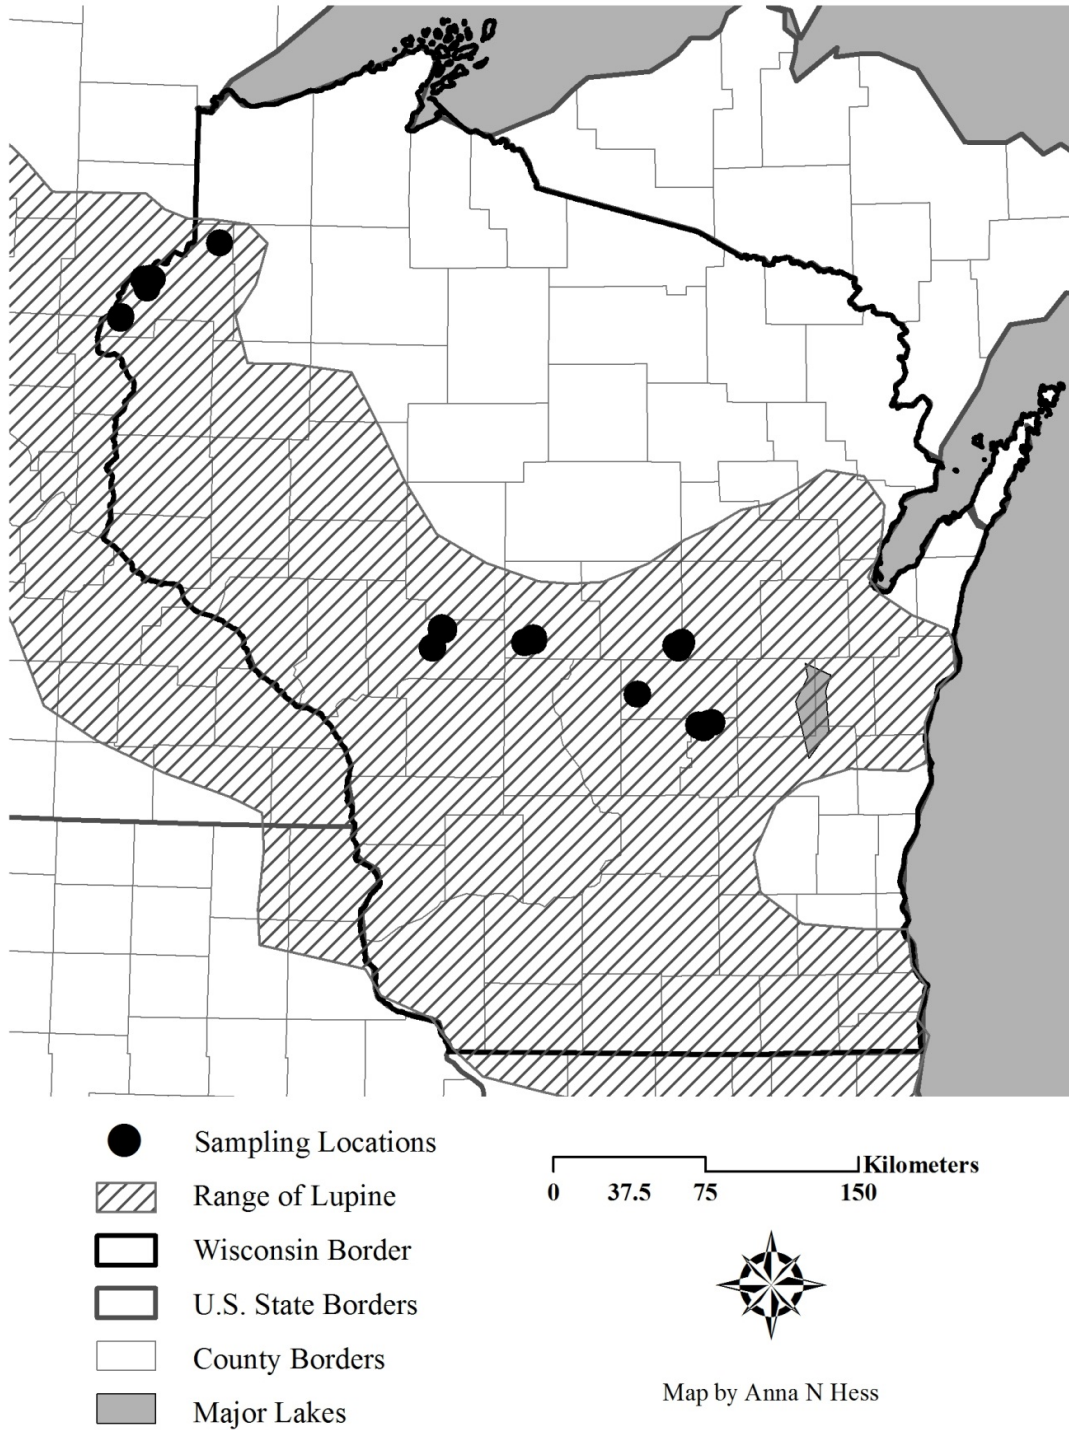 Sampling Locations
Range of Lupine
Wisconsin Border
U.S. State Borders
County Borders
Major Lakes
Kilometers
0 37.5 75 150
Map by Anna N Hess